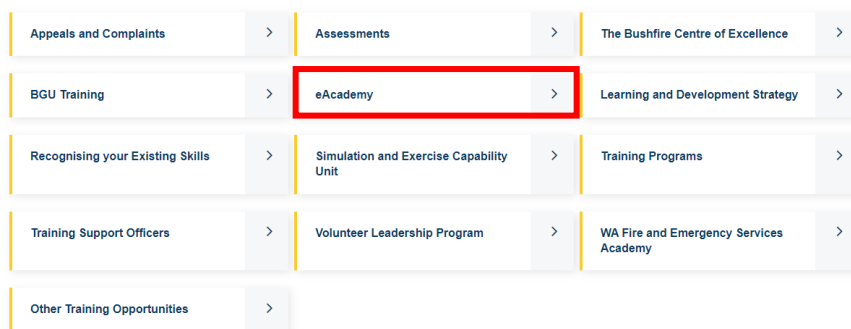 Appeals and Complaints
Assessments
The Bushfire Centre of Excellence
BGU Training
eAcademy
Learning and Development Strategy
Recognising your Existing Skills
Simulation and Exercise Capability
Unit
Training Programs
Training Support Officers
Volunteer Leadership Program
WA Fire and Emergency Services
Academy
Other Training Opportunities